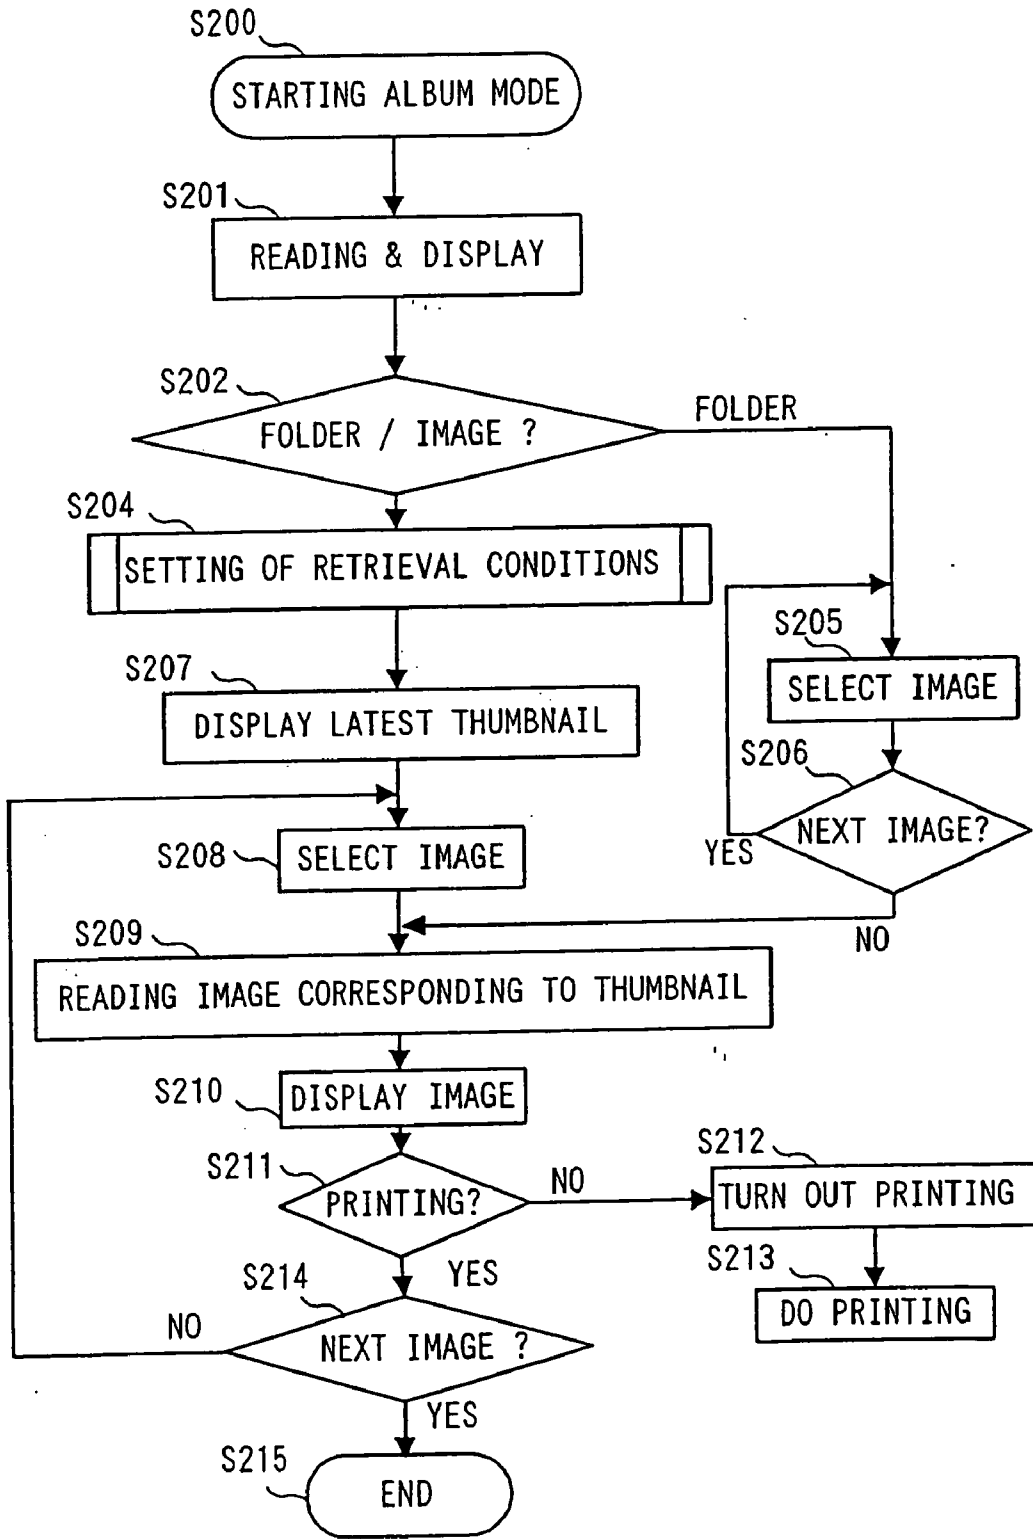 S200
STARTING ALBUM MODE
S201
READING & DISPLAY
S202
FOLDER / IMAGE ?
FOLDER
S204
SETTING OF RETRIEVAL CONDITIONS
S205
SELECT IMAGE
S207
DISPLAY LATEST THUMBNAIL
S206
NEXT IMAGE?
YES
NO
S208
SELECT IMAGE
S209
READING IMAGE CORRESPONDING TO THUMBNAIL
S210
DISPLAY IMAGE
S211
PRINTING?
NO
S212
TURN OUT PRINTING
S213
DO PRINTING
YES
S214
NEXT IMAGE ?
NO
YES
S215
END